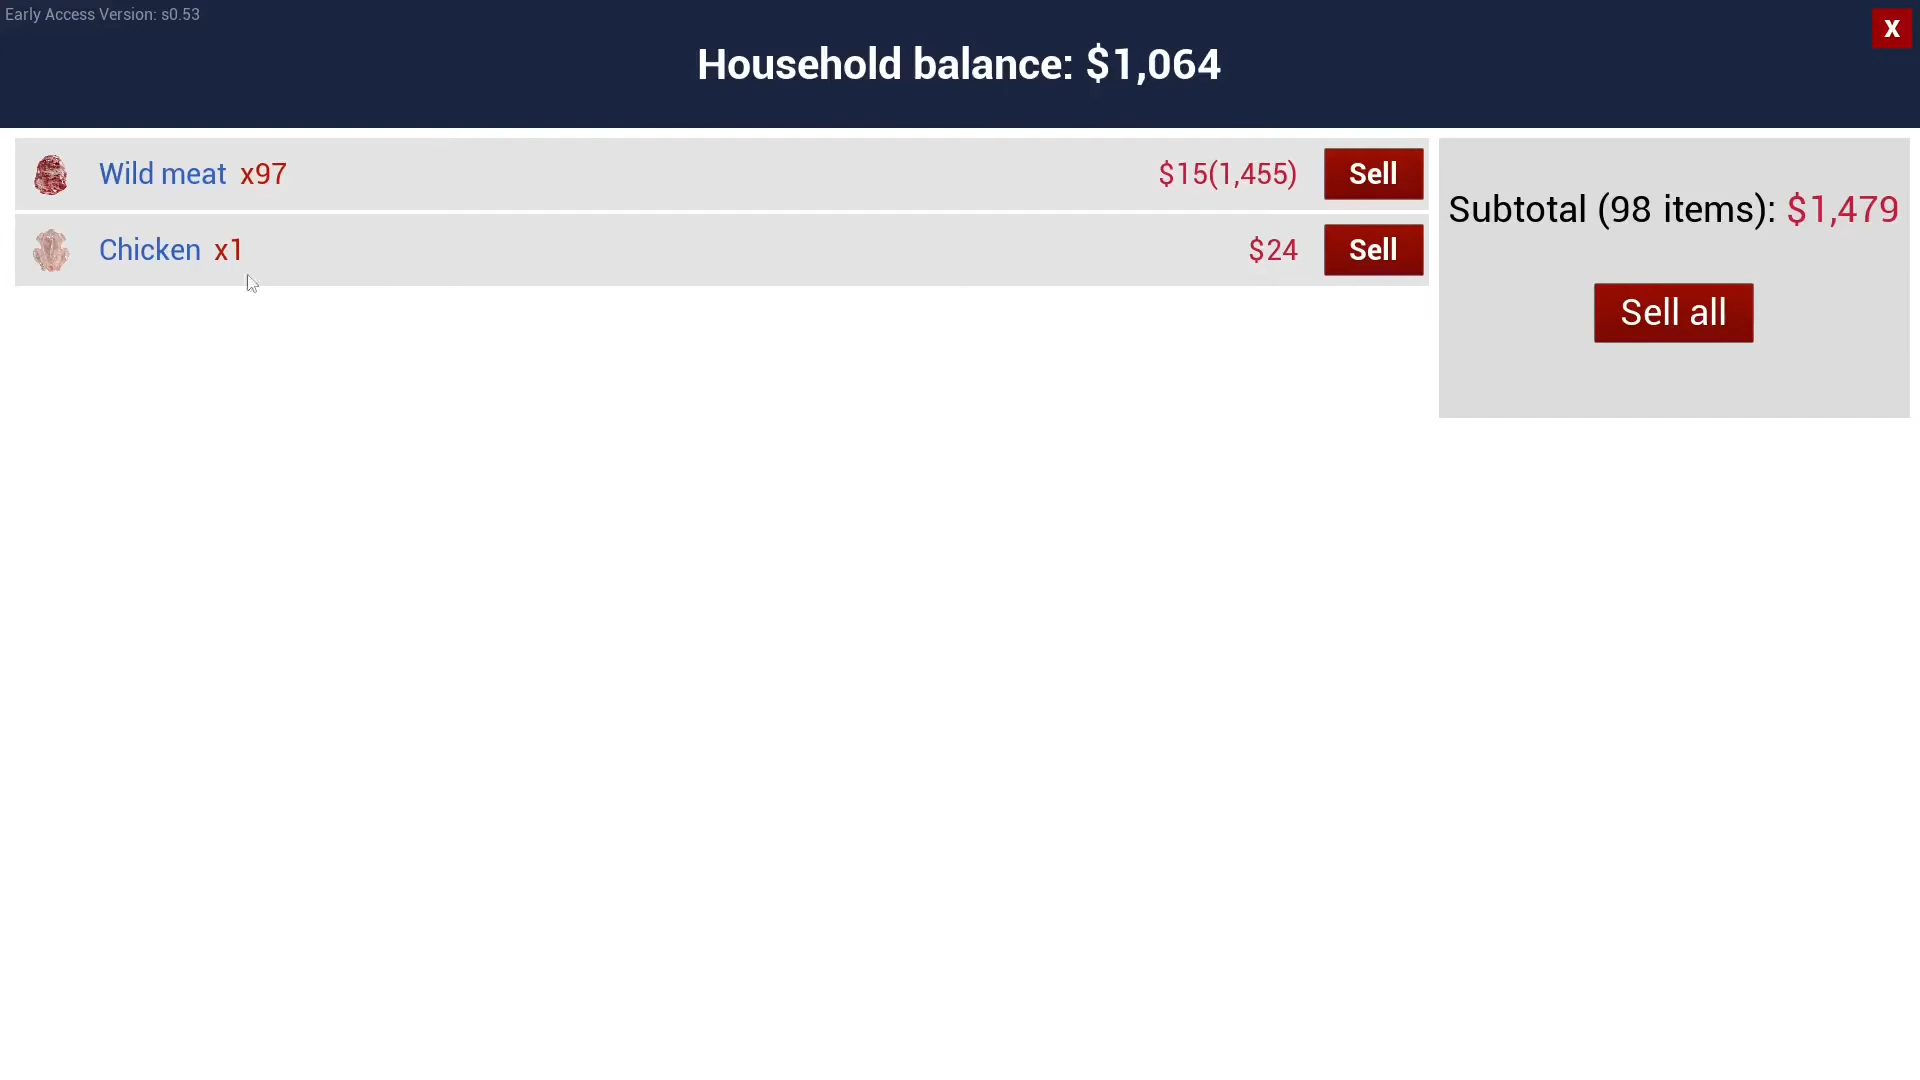 Early Access Version: s0.53
X
Household balance: $1,064
Wild meat x97 $15(1,455) Sell
Chicken x1 $24 Sell
Subtotal (98 items): $1,479
Sell all